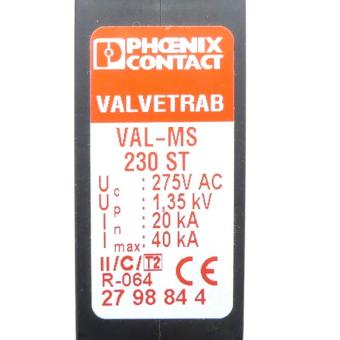 PHŒNIX
CONTACT
VALVETRAB
VAL-MS
230 ST
Uc : 275V AC
Up : 1,35 kV
In : 20 kA
Imax: 40 kA
II/C/T2
R-064 CE
27 98 84 4